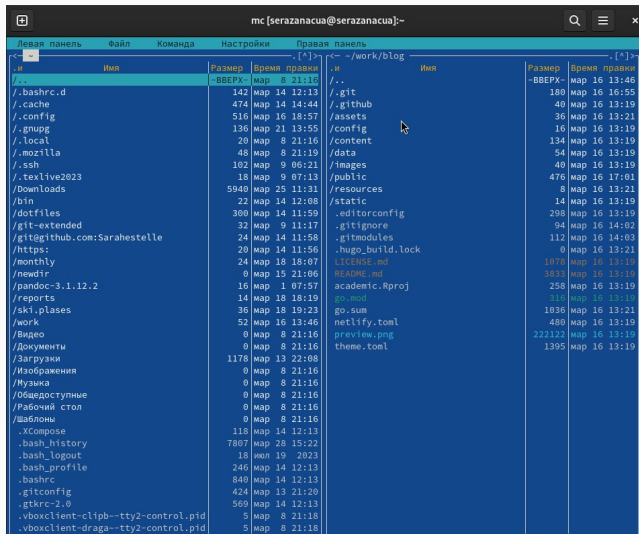 mc [serazanacua@serazanacua]:~
Левая панель Файл Команда Настройки Правая панель
<- ~ .[^]>
.и Имя Размер Время правки
/.. -ВВЕРХ- мар 8 21:16
/.bashrc.d 142 мар 14 12:13
/.cache 474 мар 14 14:44
/.config 516 мар 16 18:57
/.gnupg 136 мар 21 13:55
/.local 20 мар 8 21:16
/.mozilla 48 мар 8 21:19
/.ssh 102 мар 9 06:21
/.texlive2023 18 мар 9 07:13
/Downloads 5940 мар 25 11:31
/bin 22 мар 14 12:08
/dotfiles 300 мар 14 11:59
/git-extended 32 мар 9 11:17
/git@github.com:Sarahestelle 24 мар 14 11:58
/https: 20 мар 14 11:56
/monthly 24 мар 18 18:07
/newdir 0 мар 15 21:06
/pandoc-3.1.12.2 16 мар 1 07:57
/reports 14 мар 18 18:19
/ski.plases 36 мар 18 19:23
/work 52 мар 16 13:46
/Видео 0 мар 8 21:16
/Документы 0 мар 8 21:16
/Загрузки 1178 мар 13 22:08
/Изображения 0 мар 8 21:16
/Музыка 0 мар 8 21:16
/Общедоступные 0 мар 8 21:16
/Рабочий стол 0 мар 8 21:16
/Шаблоны 0 мар 8 21:16
.XCompose 118 мар 14 12:13
.bash_history 7807 мар 28 15:22
.bash_logout 18 июл 19 2023
.bash_profile 246 мар 14 12:13
.bashrc 840 мар 14 12:13
.gitconfig 424 мар 13 21:20
.gtkrc-2.0 569 мар 14 12:13
.vboxclient-clipb~-tty2-control.pid 5 мар 8 21:18
.vboxclient-draga~-tty2-control.pid 5 мар 8 21:18
<- ~/work/blog .[^]>
.и Имя Размер Время правки
/.. -ВВЕРХ- мар 16 13:46
/.git 180 мар 16 16:55
/.github 40 мар 16 13:19
/assets 36 мар 16 13:21
/config 16 мар 16 13:19
/content 134 мар 16 13:19
/data 54 мар 16 13:19
/images 40 мар 16 13:19
/public 476 мар 16 17:01
/resources 8 мар 16 13:21
/static 14 мар 16 13:19
.editorconfig 298 мар 16 13:19
.gitignore 94 мар 16 14:02
.gitmodules 112 мар 16 14:03
.hugo_build.lock 0 мар 16 13:21
LICENSE.md 1078 мар 16 13:19
README.md 3833 мар 16 13:19
academic.Rproj 258 мар 16 13:19
go.mod 316 мар 16 13:19
go.sum 1036 мар 16 13:21
netlify.toml 480 мар 16 13:19
preview.png 222122 мар 16 13:19
theme.toml 1395 мар 16 13:19